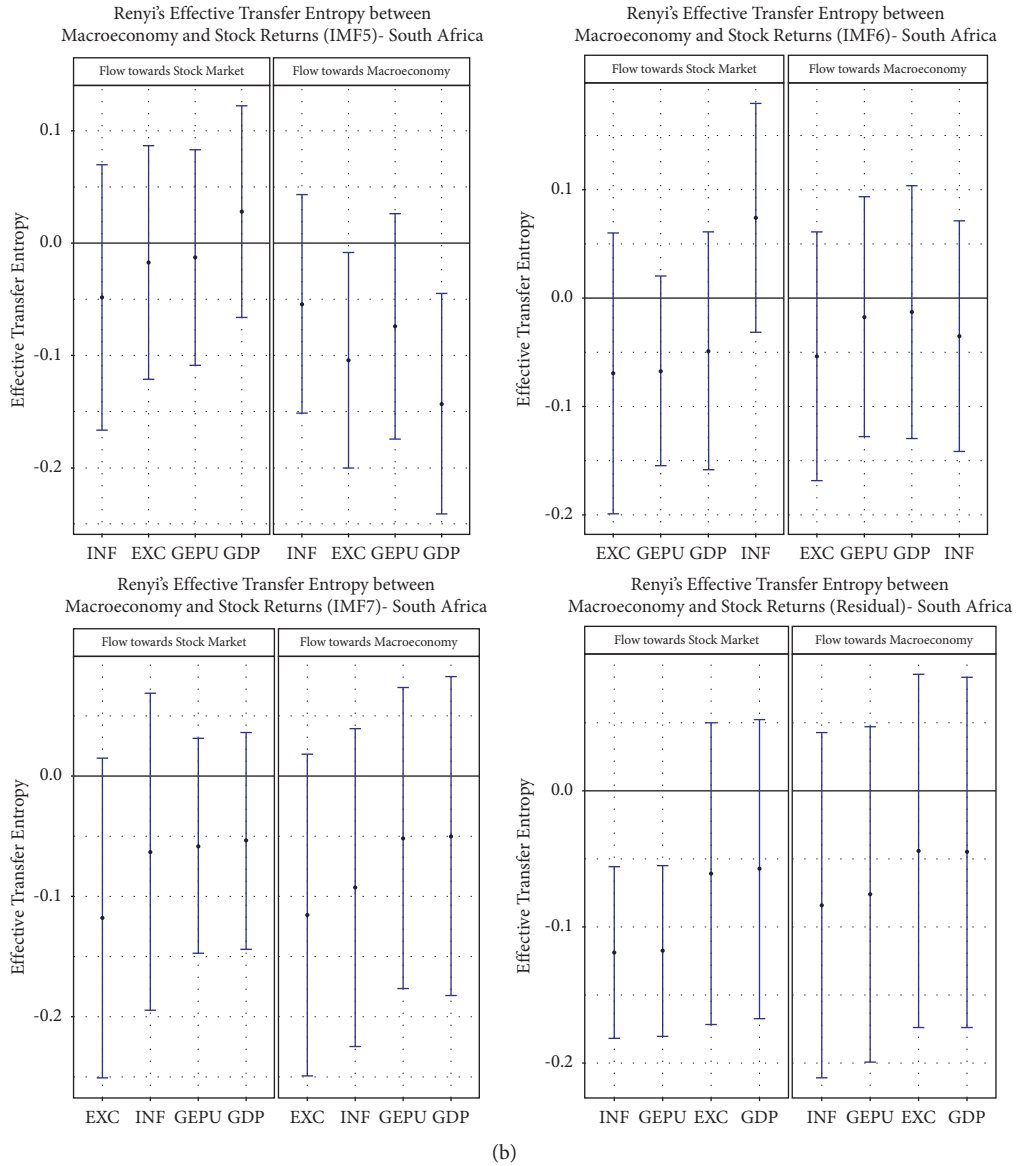 Renyi's Effective Transfer Entropy between
Macroeconomy and Stock Returns (IMF5)- South Africa
Flow towards Stock Market
Flow towards Macroeconomy
Effective Transfer Entropy
0.1
0.0
-0.1
-0.2
INF EXC GEPU GDP
INF EXC GEPU GDP
Renyi's Effective Transfer Entropy between
Macroeconomy and Stock Returns (IMF6)- South Africa
Flow towards Stock Market
Flow towards Macroeconomy
Effective Transfer Entropy
0.1
0.0
-0.1
-0.2
EXC GEPU GDP INF
EXC GEPU GDP INF
Renyi's Effective Transfer Entropy between
Macroeconomy and Stock Returns (IMF7)- South Africa
Flow towards Stock Market
Flow towards Macroeconomy
Effective Transfer Entropy
0.0
-0.1
-0.2
EXC INF GEPU GDP
EXC INF GEPU GDP
Renyi's Effective Transfer Entropy between
Macroeconomy and Stock Returns (Residual)- South Africa
Flow towards Stock Market
Flow towards Macroeconomy
Effective Transfer Entropy
0.0
-0.1
-0.2
INF GEPU EXC GDP
INF GEPU EXC GDP
(b)